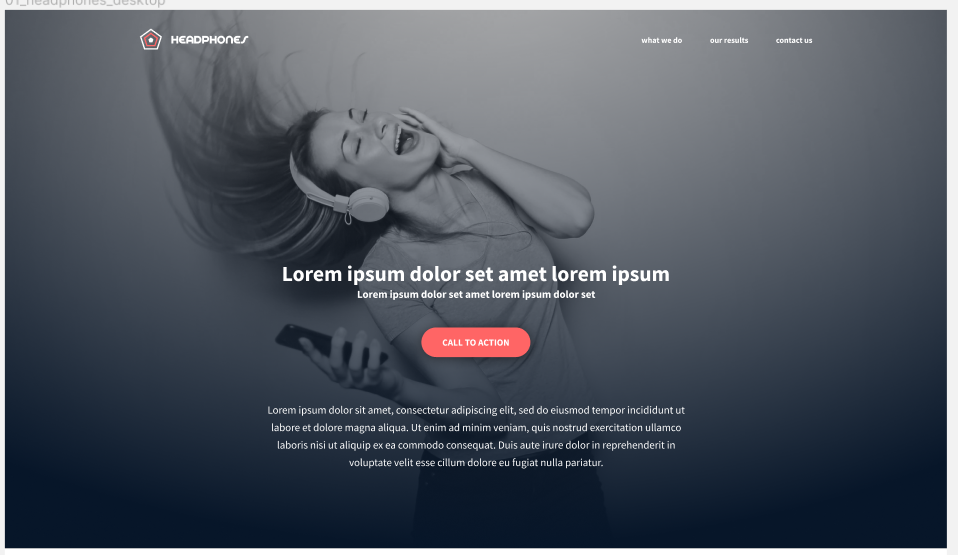 01_headphones_desktop
HEADPHONES
what we do
our results
contact us
Lorem ipsum dolor set amet lorem ipsum
Lorem ipsum dolor set amet lorem ipsum dolor set
CALL TO ACTION
Lorem ipsum dolor sit amet, consectetur adipiscing elit, sed do eiusmod tempor incididunt ut
labore et dolore magna aliqua. Ut enim ad minim veniam, quis nostrud exercitation ullamco
laboris nisi ut aliquip ex ea commodo consequat. Duis aute irure dolor in reprehenderit in
voluptate velit esse cillum dolore eu fugiat nulla pariatur.